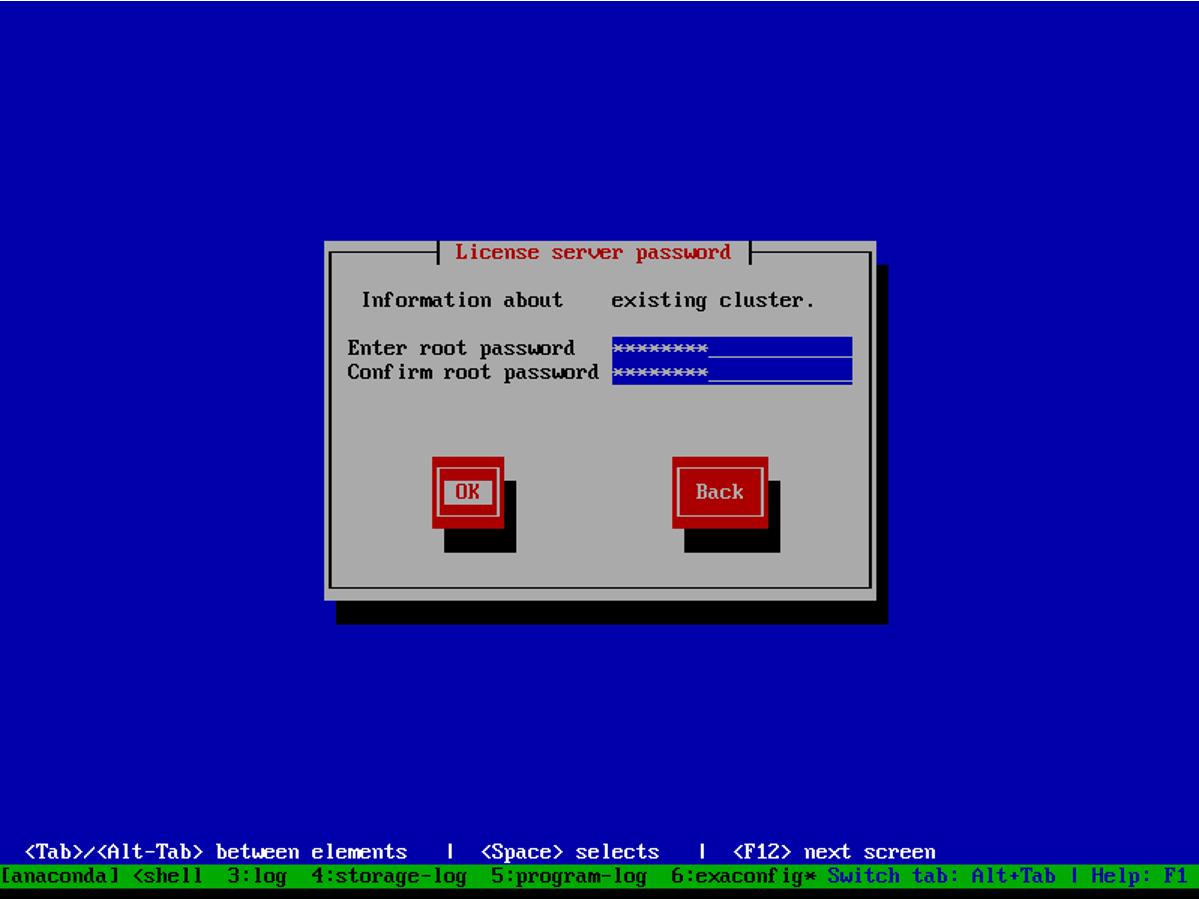 License server password
Information about existing cluster.
Enter root password ********
Confirm root password ********
OK Back
<Tab>/<Alt-Tab> between elements | <Space> selects | <F12> next screen
[anaconda] <shell 3:log 4:storage-log 5:program-log 6:exaconfig* Switch tab: Alt+Tab | Help: F1